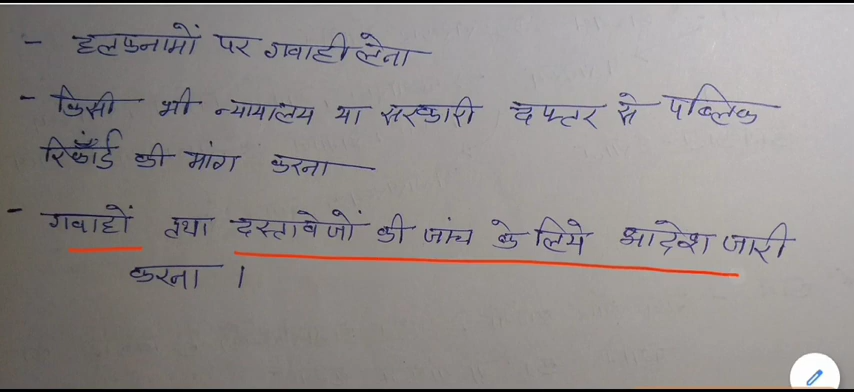 - हलफनामों पर गवाही लेना
- किसी भी न्यायालय या सरकारी दफ्तर से पब्लिक
रिकॉर्ड की मांग करना
- गवाहों तथा दस्तावेजों की जांच के लिये आदेश जारी
करना ।